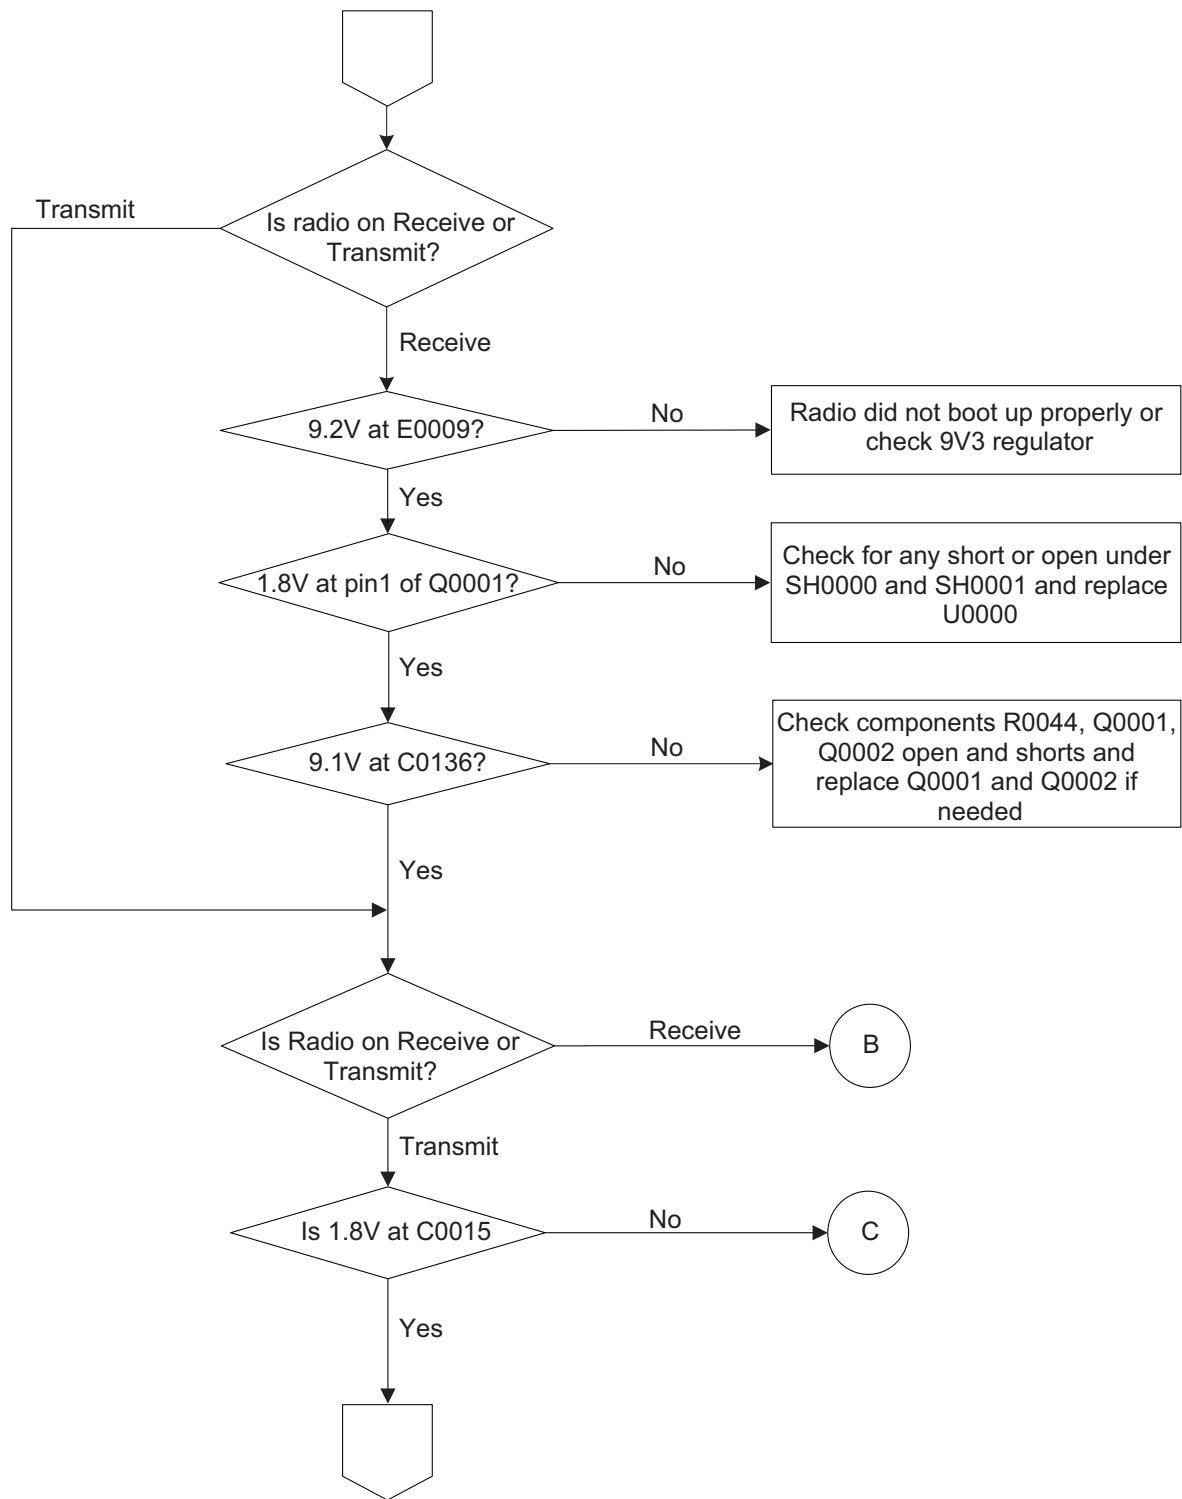 Transmit
Is radio on Receive or
Transmit?
Receive
9.2V at E0009?
No
Radio did not boot up properly or
check 9V3 regulator
Yes
1.8V at pin1 of Q0001?
No
Check for any short or open under
SH0000 and SH0001 and replace
U0000
Yes
9.1V at C0136?
No
Check components R0044, Q0001,
Q0002 open and shorts and
replace Q0001 and Q0002 if
needed
Yes
Is Radio on Receive or
Transmit?
Receive
B
Transmit
Is 1.8V at C0015
No
C
Yes